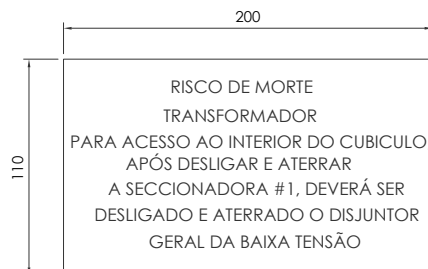 200
110
RISCO DE MORTE
TRANSFORMADOR
PARA ACESSO AO INTERIOR DO CUBICULO
APÓS DESLIGAR E ATERRAR
A SECCIONADORA #1, DEVERÁ SER
DESLIGADO E ATERRADO O DISJUNTOR
GERAL DA BAIXA TENSÃO